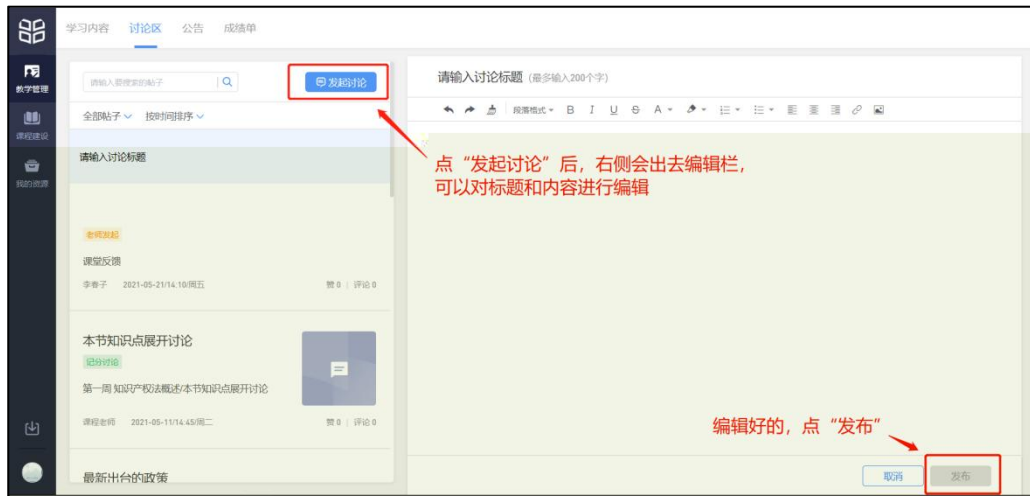 学习内容 讨论区 公告 成绩单
教学管理
课程建设
我的资源
请输入要搜索的帖子
发起讨论
全部帖子 按时间排序
请输入讨论标题
老师发起
课堂反馈
李春子 2021-05-21/14:10/周五 赞 0 | 评论 0
本节知识点展开讨论
记分讨论
第一周 知识产权法概述/本节知识点展开讨论
课程老师 2021-05-11/14:45/周二 赞 0 | 评论 0
最新出台的政策
请输入讨论标题 (最多输入200个字)
段落格式 B I U S A
点“发起讨论”后，右侧会出去编辑栏，
可以对标题和内容进行编辑
编辑好的，点“发布”
取消 发布